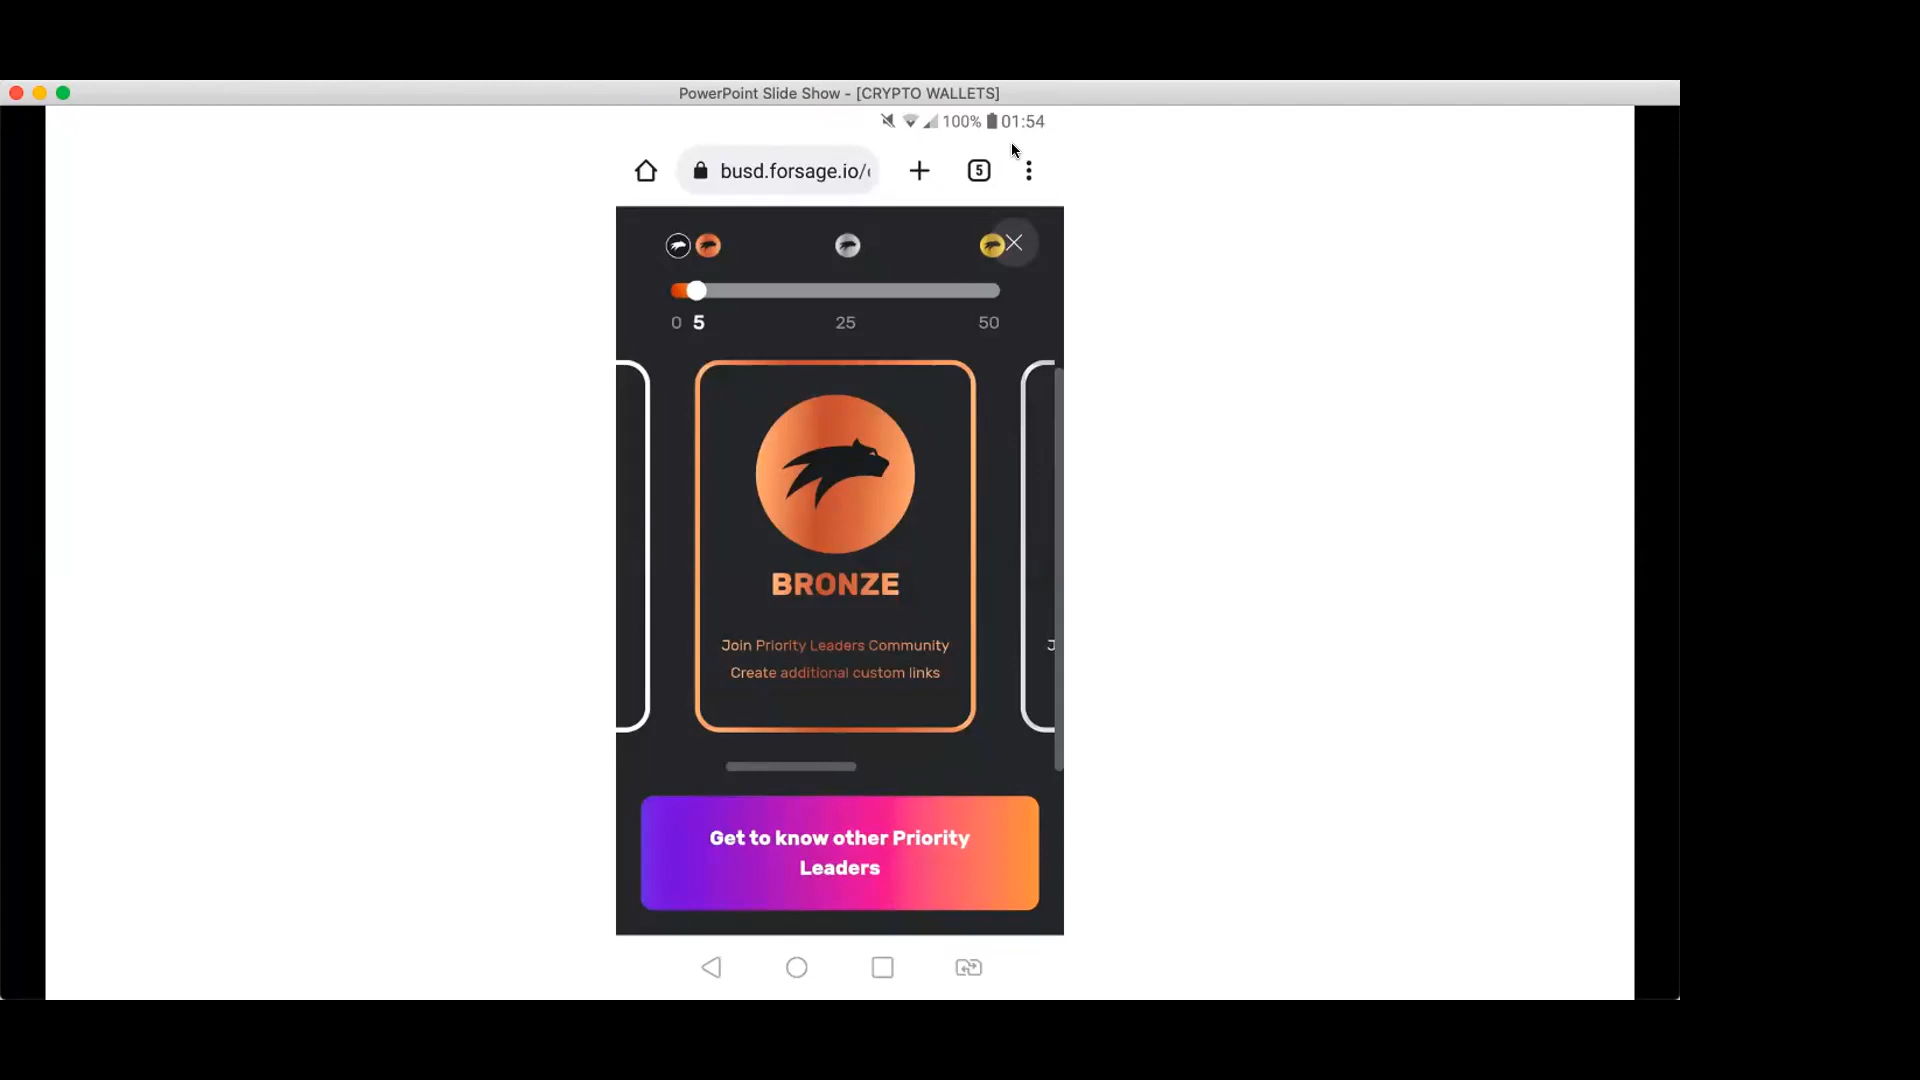 PowerPoint Slide Show - [CRYPTO WALLETS]
100% 01:54
busd.forsage.io/
5
0 5 25 50
BRONZE
Join Priority Leaders Community
Create additional custom links
J
Get to know other Priority
Leaders